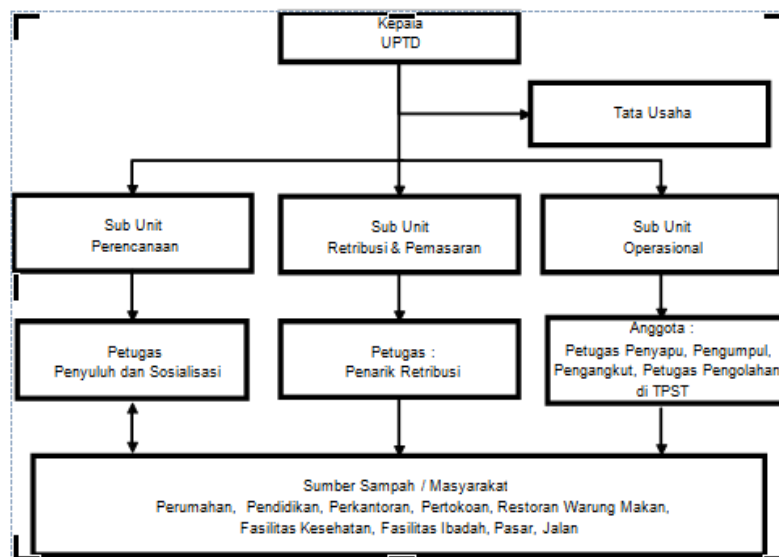 Kepala
UPTD
Tata Usaha
Sub Unit
Perencanaan
Sub Unit
Retribusi & Pemasaran
Sub Unit
Operasional
Petugas
Penyuluh dan Sosialisasi
Petugas :
Penarik Retribusi
Anggota :
Petugas Penyapu, Pengumpul,
Pengangkut, Petugas Pengolahan
di TPST
Sumber Sampah / Masyarakat
Perumahan, Pendidikan, Perkantoran, Pertokoan, Restoran Warung Makan,
Fasilitas Kesehatan, Fasilitas Ibadah, Pasar, Jalan